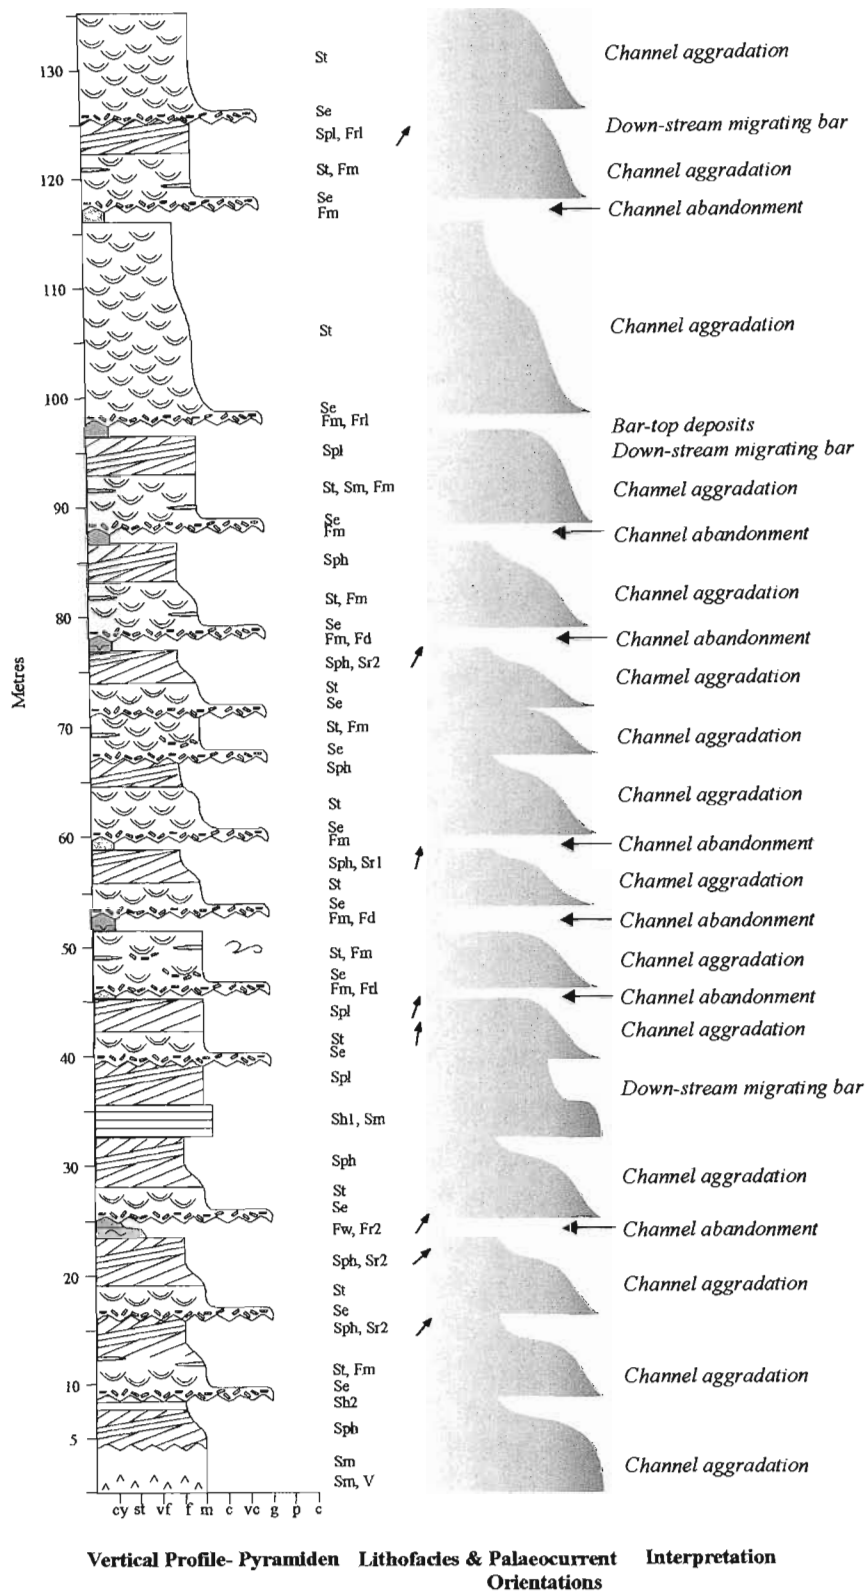 130
St
Channel aggradation
Se
Spl, Frl
Down-stream migrating bar
120
St, Fm
Channel aggradation
Se
Fm
Channel abandonment
110
St
Channel aggradation
100
Se
Fm, Frl
Bar-top deposits
Spl
Down-stream migrating bar
90
St, Sm, Fm
Channel aggradation
Se
Fm
Channel abandonment
Sph
80
St, Fm
Channel aggradation
Se
Fm, Fd
Channel abandonment
Sph, Sr2
Channel aggradation
St
Se
Metres
70
St, Fm
Channel aggradation
Se
Sph
St
Channel aggradation
60
Se
Fm
Channel abandonment
Sph, Sr1
St
Channel aggradation
Se
Fm, Fd
Channel abandonment
50
St, Fm
Channel aggradation
Se
Fm, Frl
Channel abandonment
Spl
Channel aggradation
40
St
Se
Spl
Down-stream migrating bar
Sh1, Sm
30
Sph
Channel aggradation
St
Se
Fw, Fr2
Channel abandonment
20
Sph, Sr2
Channel aggradation
St
Se
Sph, Sr2
10
St, Fm
Channel aggradation
Se
Sh2
5
Sph
Sm
Channel aggradation
Sm, V
cy st vf f m c vc g p c
Vertical Profile- Pyramiden Lithofacies & Palaeocurrent Interpretation
Orientations